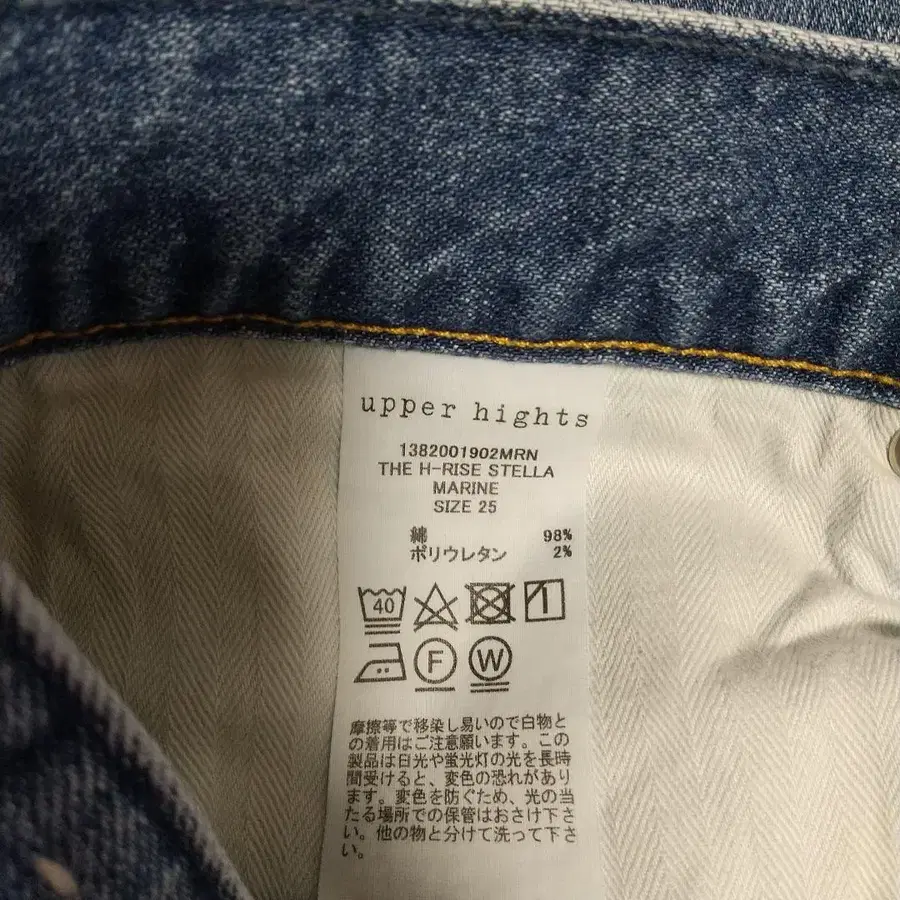 upper hights
1382001902MRN
THE H-RISE STELLA
MARINE
SIZE 25
綿 98%
ポリウレタン 2%
40
F W
摩擦等で移染し易いので白物と
の着用はご注意願います。この
製品は日光や蛍光灯の光を長時
間受けると、変色の恐れがあり
ます。変色を防ぐため、光の当
たる場所での保管はおさけ下さ
い。他の物と分けて洗って下さ
い。